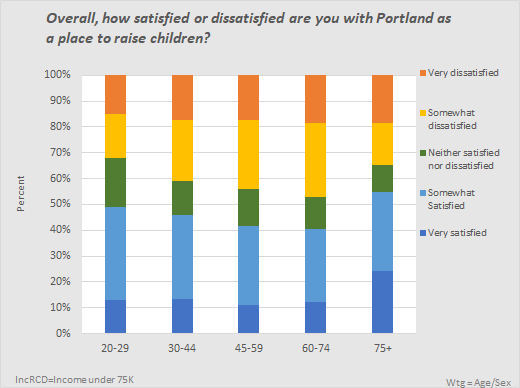 Overall, how satisfied or dissatisfied are you with Portland as
a place to raise children?
100%
90%
80%
70%
60%
50%
40%
30%
20%
10%
0%
Percent
20-29
30-44
45-59
60-74
75+
Very dissatisfied
Somewhat
dissatisfied
Neither satisfied
nor dissatisfied
Somewhat
Satisfied
Very satisfied
IncRCD=Income under 75K
Wtg = Age/Sex